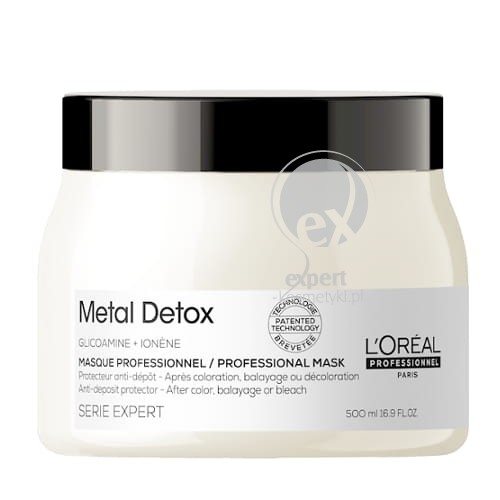 ex
expert
-kosmetyki.pl
Metal Detox
GLICOAMINE + IONÈNE
TECHNOLOGIE
PATENTED
TECHNOLOGY
BREVETÉE
MASQUE PROFESSIONNEL / PROFESSIONAL MASK
Protecteur anti-dépôt - Après coloration, balayage ou décoloration
Anti-deposit protector - After color, balayage or bleach
SERIE EXPERT
L'ORÉAL
PROFESSIONNEL
PARIS
500 ml 16.9 FL.OZ.